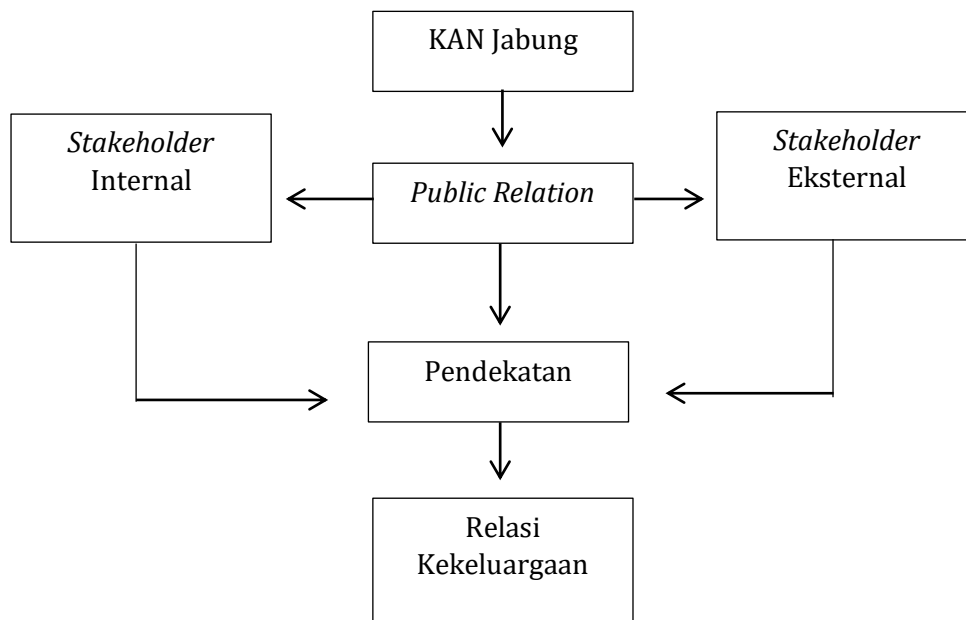 KAN Jabung
Stakeholder
Internal
Public Relation
Stakeholder
Eksternal
Pendekatan
Relasi
Kekeluargaan